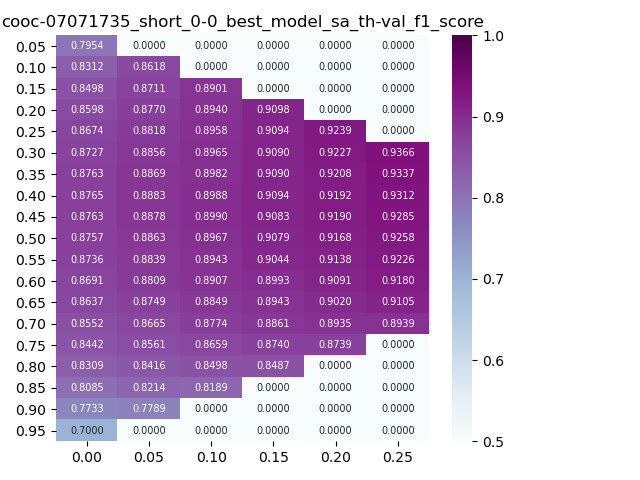 cooc-07071735_short_0-0_best_model_sa_th-val_f1_score
0.05 0.7954 0.0000 0.0000 0.0000 0.0000 0.0000
0.10 0.8312 0.8618 0.0000 0.0000 0.0000 0.0000
0.15 0.8498 0.8711 0.8901 0.0000 0.0000 0.0000
0.20 0.8598 0.8770 0.8940 0.9098 0.0000 0.0000
0.25 0.8674 0.8818 0.8958 0.9094 0.9239 0.0000
0.30 0.8727 0.8856 0.8965 0.9090 0.9227 0.9366
0.35 0.8763 0.8869 0.8982 0.9090 0.9208 0.9337
0.40 0.8765 0.8883 0.8988 0.9094 0.9192 0.9312
0.45 0.8763 0.8878 0.8990 0.9083 0.9190 0.9285
0.50 0.8757 0.8863 0.8967 0.9079 0.9168 0.9258
0.55 0.8736 0.8839 0.8943 0.9044 0.9138 0.9226
0.60 0.8691 0.8809 0.8907 0.8993 0.9091 0.9180
0.65 0.8637 0.8749 0.8849 0.8943 0.9020 0.9105
0.70 0.8552 0.8665 0.8774 0.8861 0.8935 0.8939
0.75 0.8442 0.8561 0.8659 0.8740 0.8739 0.0000
0.80 0.8309 0.8416 0.8498 0.8487 0.0000 0.0000
0.85 0.8085 0.8214 0.8189 0.0000 0.0000 0.0000
0.90 0.7733 0.7789 0.0000 0.0000 0.0000 0.0000
0.95 0.7000 0.0000 0.0000 0.0000 0.0000 0.0000
0.00 0.05 0.10 0.15 0.20 0.25
1.0
0.9
0.8
0.7
0.6
0.5